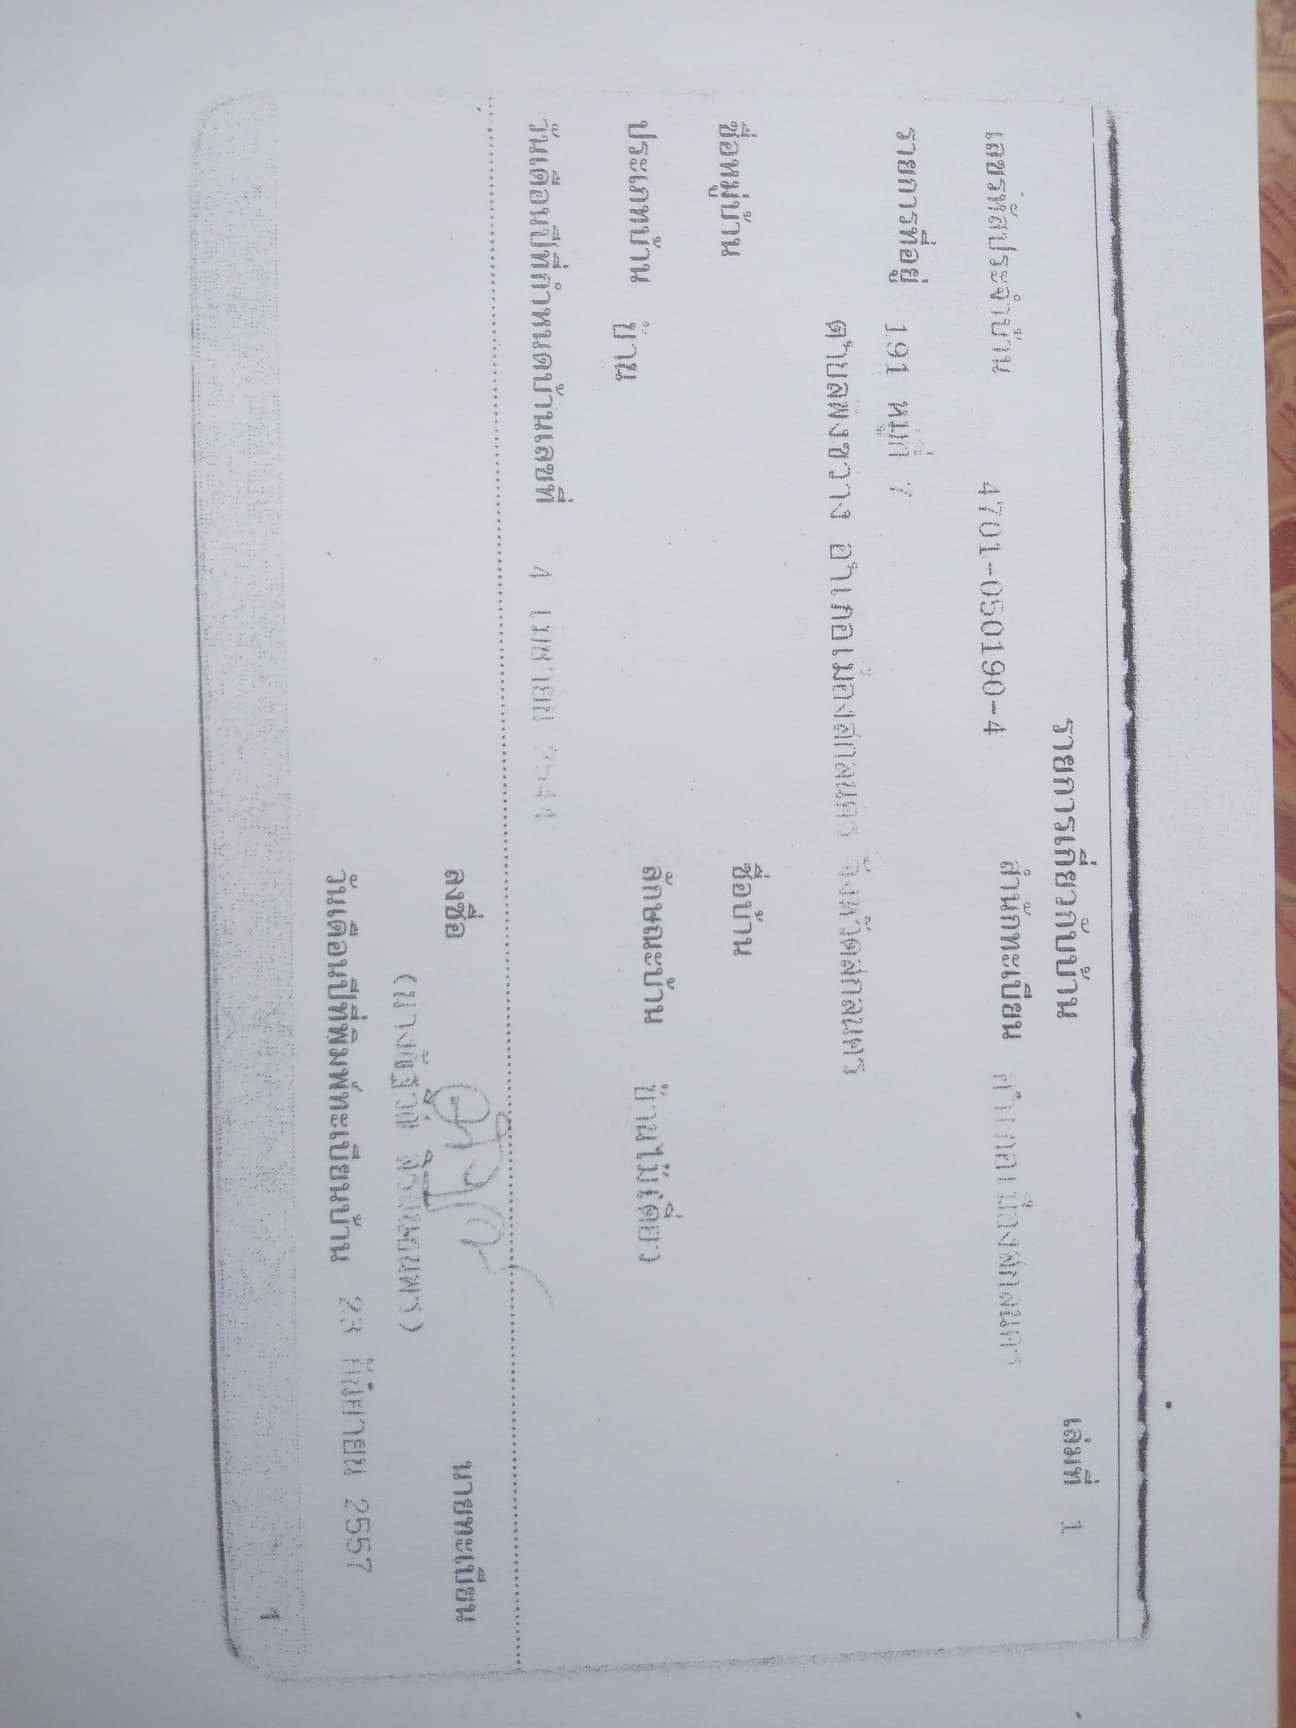 รายการเกี่ยวกับบ้าน เล่มที่ 1
เลขรหัสประจำบ้าน 4701-050190-4 สำนักทะเบียน อำเภอเมืองสกลนคร
รายการที่อยู่ 191 หมู่ที่ 7
ตำบลพังขว้าง อำเภอเมืองสกลนคร จังหวัดสกลนคร
ชื่อหมู่บ้าน ชื่อบ้าน
ประเภทบ้าน บ้าน ลักษณะบ้าน บ้านไม้เดี่ยว
วันเดือนปีที่กำหนดบ้านเลขที่ 4 เมษายน
ลงชื่อ นายทะเบียน
วันเดือนปีที่พิมพ์ทะเบียนบ้าน 23 กันยายน 2557
1